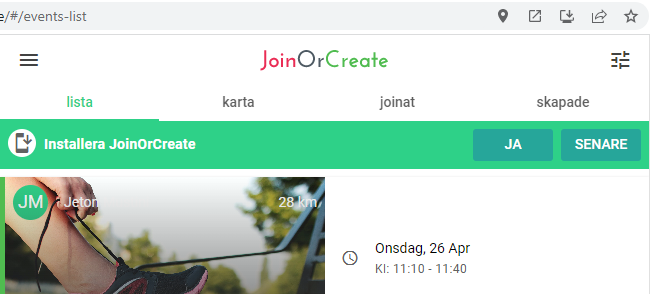 e/#/events-list
JoinOrCreate
lista
karta
joinat
skapade
Installera JoinOrCreate
JA
SENARE
JM
Jeton
28 km
Onsdag, 26 Apr
Kl: 11:10 - 11:40